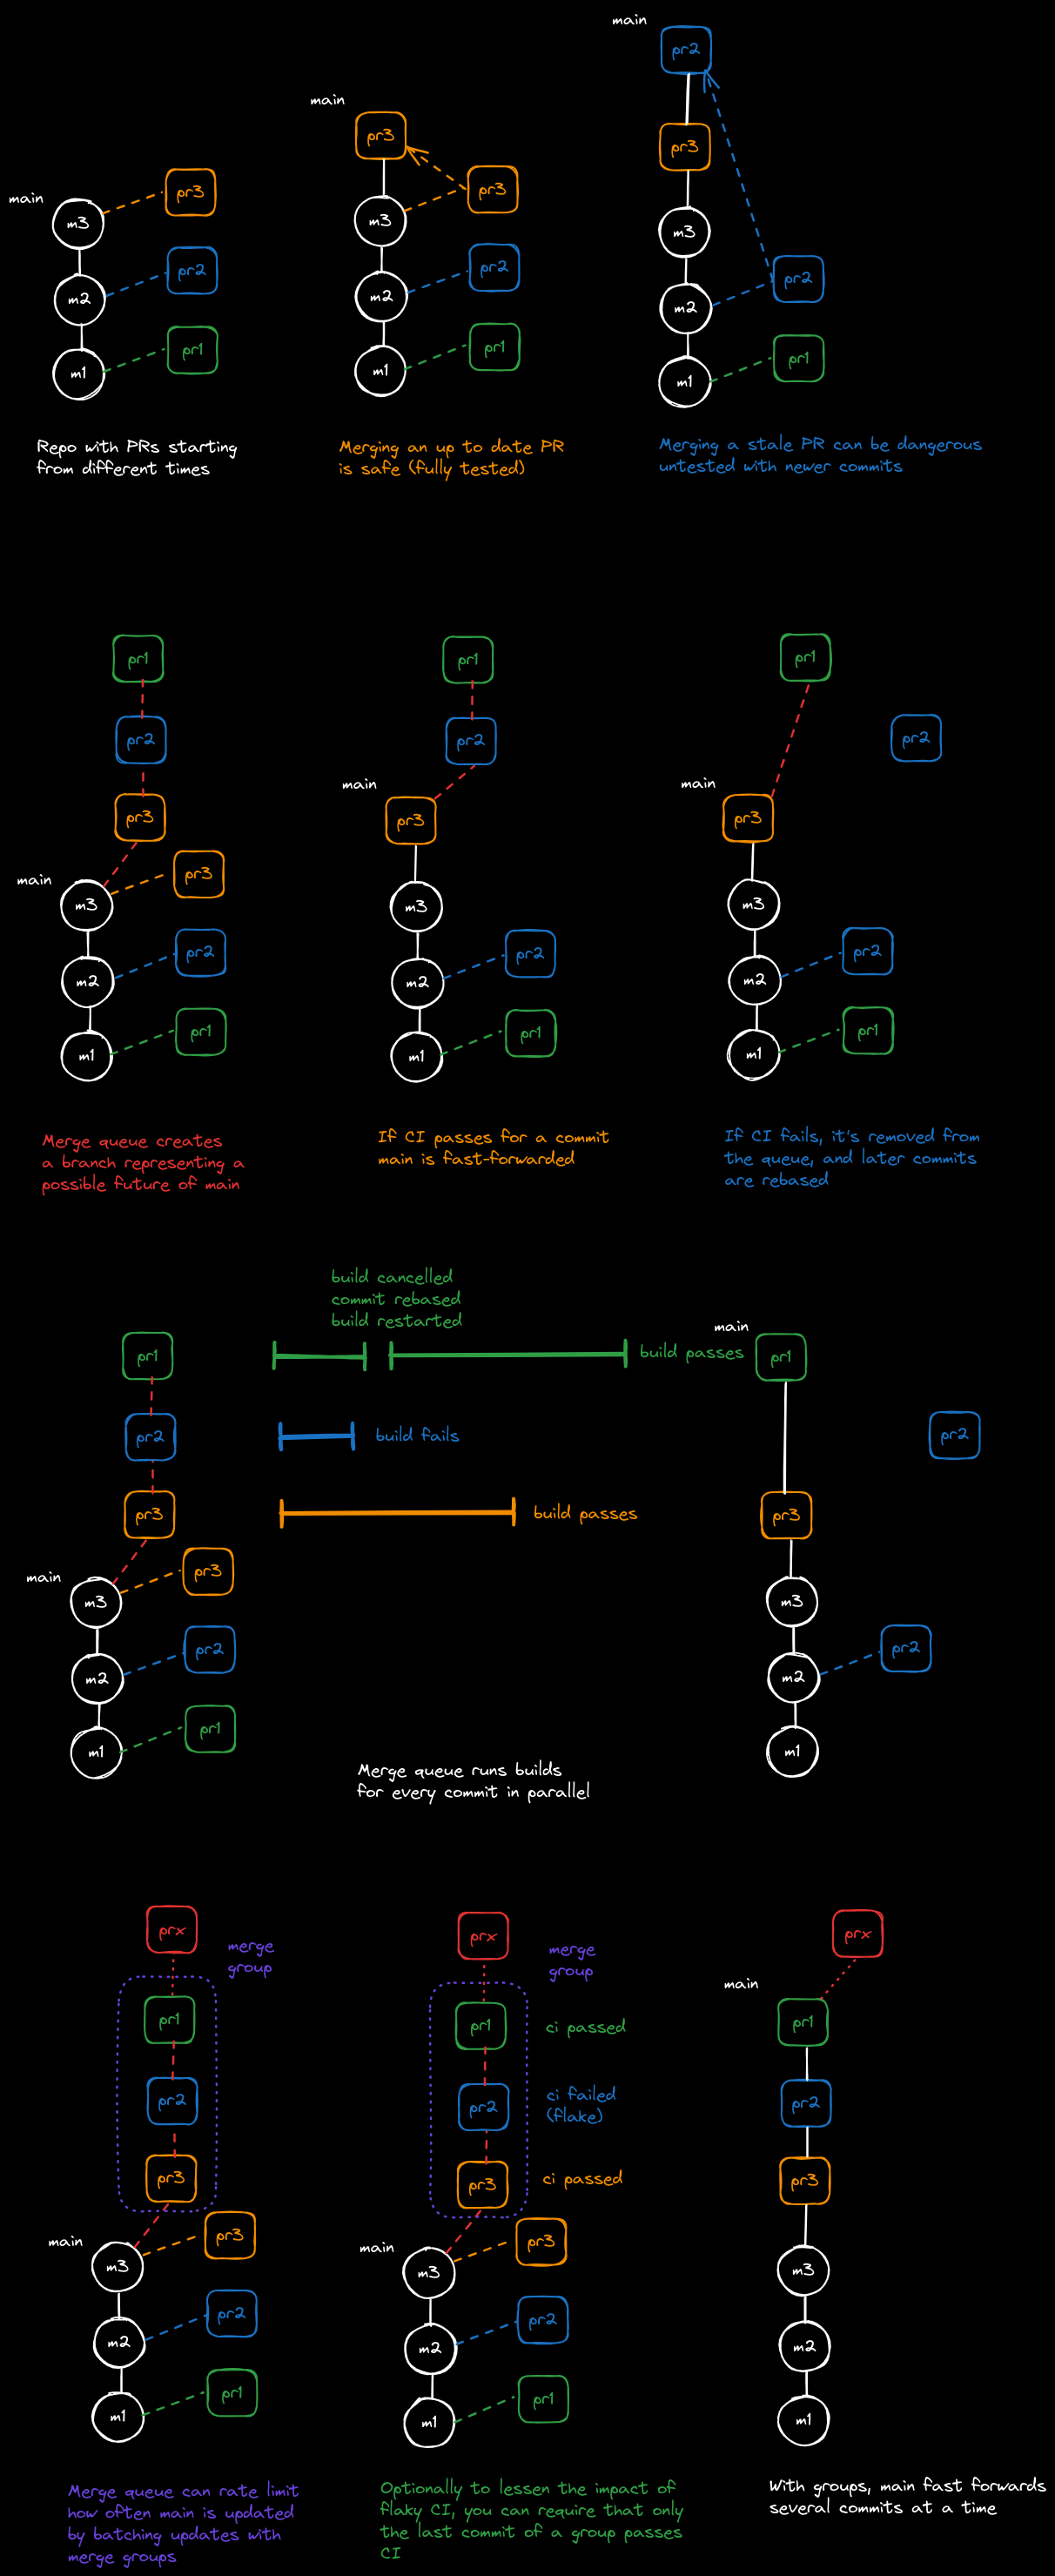 main
pr2
main
pr3
pr3
main
pr3
pr3
m3
m3
m3
pr2
pr2
pr2
m2
m2
m2
pr1
pr1
pr1
m1
m1
m1
Repo with PRs starting
from different times
Merging an up to date PR
is safe (fully tested)
Merging a stale PR can be dangerous
untested with newer commits
pr1
pr1
pr1
pr2
pr2
pr2
main
main
pr3
pr3
pr3
main
pr3
m3
m3
m3
pr2
pr2
pr2
m2
m2
m2
pr1
pr1
pr1
m1
m1
m1
Merge queue creates
a branch representing a
possible future of main
If CI passes for a commit
main is fast-forwarded
If CI fails, it's removed from
the queue, and later commits
are rebased
build cancelled
commit rebased
build restarted
main
pr1
build passes
pr1
pr2
build fails
pr2
pr3
build passes
pr3
main
pr3
m3
m3
pr2
pr2
m2
m2
pr1
m1
m1
Merge queue runs builds
for every commit in parallel
prx
merge
group
prx
merge
group
prx
main
pr1
pr1
ci passed
pr1
pr2
pr2
ci failed
(flake)
pr2
pr3
pr3
ci passed
pr3
main
pr3
main
pr3
m3
m3
m3
pr2
pr2
m2
m2
m2
pr1
pr1
m1
m1
m1
Merge queue can rate limit
how often main is updated
by batching updates with
merge groups
Optionally to lessen the impact of
flaky CI, you can require that only
the last commit of a group passes
CI
With groups, main fast forwards
several commits at a time